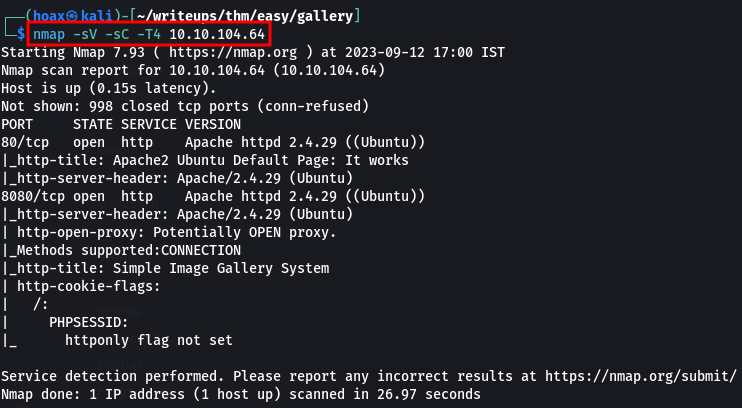 ┌──(hoax㉿kali)-[~/writeups/thm/easy/gallery]
└─$ nmap -sV -sC -T4 10.10.104.64
Starting Nmap 7.93 ( https://nmap.org ) at 2023-09-12 17:00 IST
Nmap scan report for 10.10.104.64 (10.10.104.64)
Host is up (0.15s latency).
Not shown: 998 closed tcp ports (conn-refused)
PORT     STATE SERVICE VERSION
80/tcp   open  http    Apache httpd 2.4.29 ((Ubuntu))
|_http-title: Apache2 Ubuntu Default Page: It works
|_http-server-header: Apache/2.4.29 (Ubuntu)
8080/tcp open  http    Apache httpd 2.4.29 ((Ubuntu))
|_http-server-header: Apache/2.4.29 (Ubuntu)
| http-open-proxy: Potentially OPEN proxy.
|_Methods supported:CONNECTION
|_http-title: Simple Image Gallery System
| http-cookie-flags:
|   /:
|     PHPSESSID:
|_      httponly flag not set

Service detection performed. Please report any incorrect results at https://nmap.org/submit/
Nmap done: 1 IP address (1 host up) scanned in 26.97 seconds